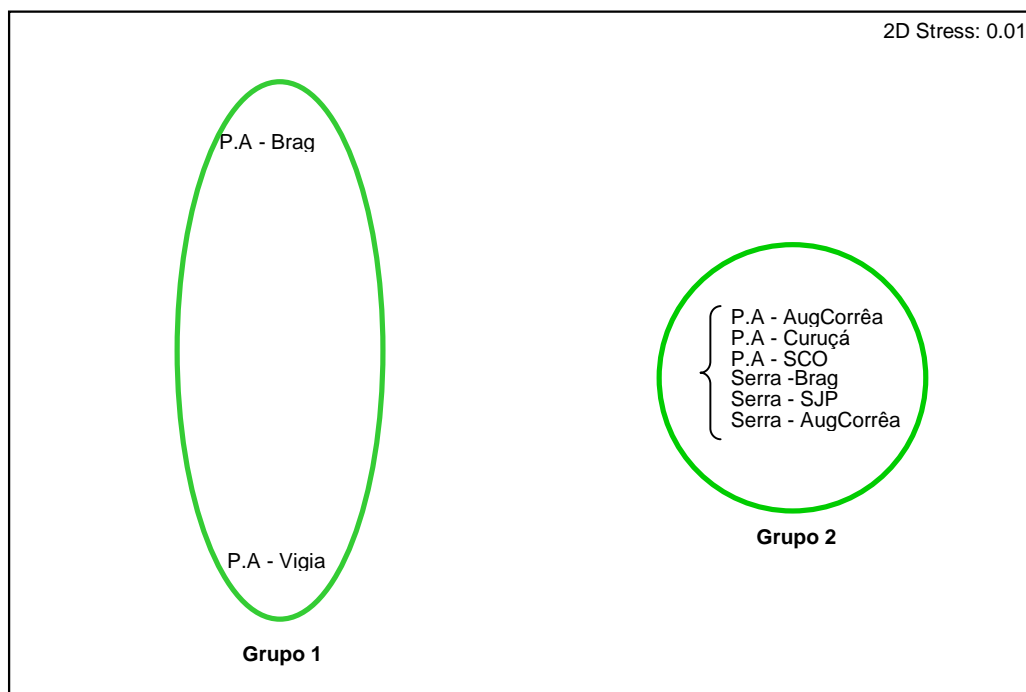 2D Stress: 0.01
P.A - Brag
P.A - AugCorrêa
P.A - Curuçá
P.A - SCO
Serra -Brag
Serra - SJP
Serra - AugCorrêa
Grupo 2
P.A - Vigia
Grupo 1